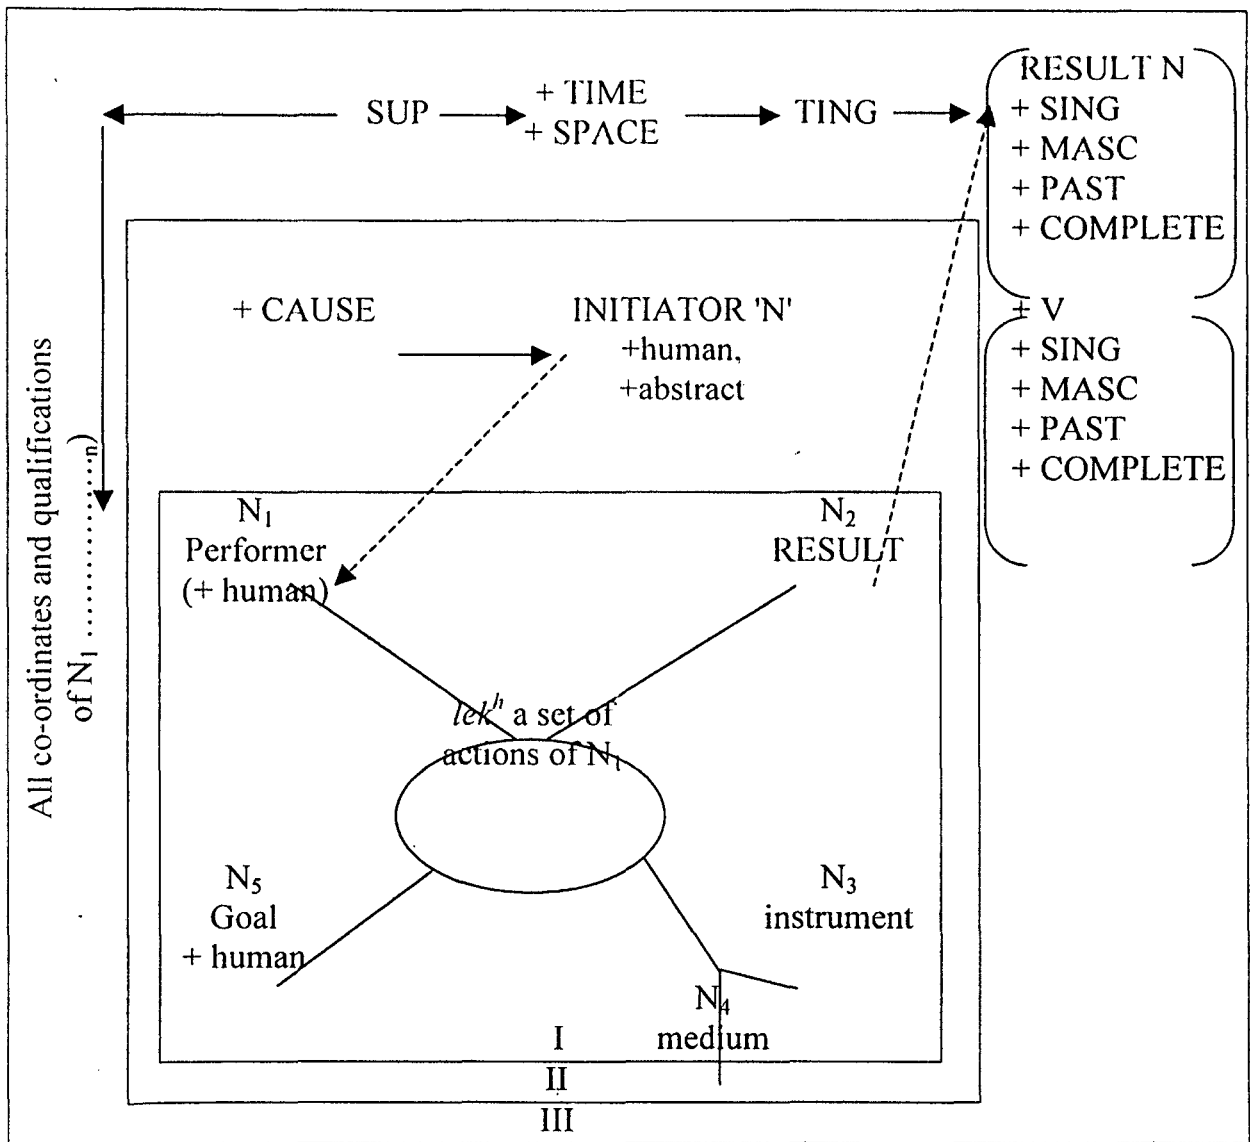 SUP
+ TIME
+ SPACE
TING
RESULT N
+ SING
+ MASC
+ PAST
+ COMPLETE
+ V
+ SING
+ MASC
+ PAST
+ COMPLETE
+ CAUSE
INITIATOR 'N'
+human,
+abstract
All co-ordinates and qualifications
of N₁ ................n)
N₁
Performer
(+ human)
N₂
RESULT
lekʰ a set of
actions of N₁
N₅
Goal
+ human
N₃
instrument
N₄
medium
I
II
III